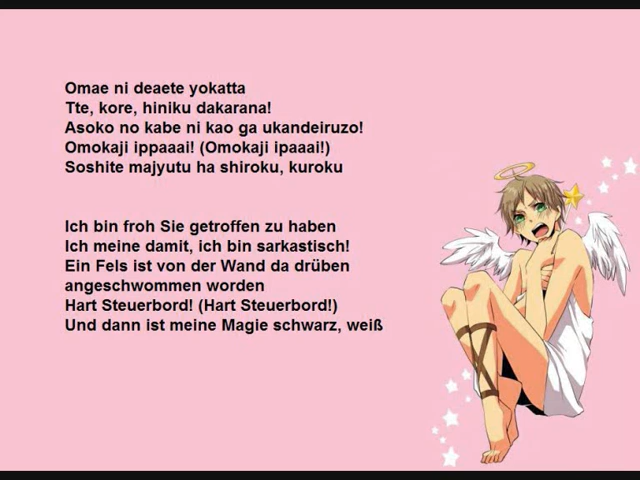 Omae ni deaete yokatta
Tte, kore, hiniku dakarana!
Asoko no kabe ni kao ga ukandeiruzo!
Omokaji ippaaai! (Omokaji ipaaai!)
Soshite majyutu ha shiroku, kuroku
Ich bin froh Sie getroffen zu haben
Ich meine damit, ich bin sarkastisch!
Ein Fels ist von der Wand da drüben
angeschwommen worden
Hart Steuerbord! (Hart Steuerbord!)
Und dann ist meine Magie schwarz, weiß